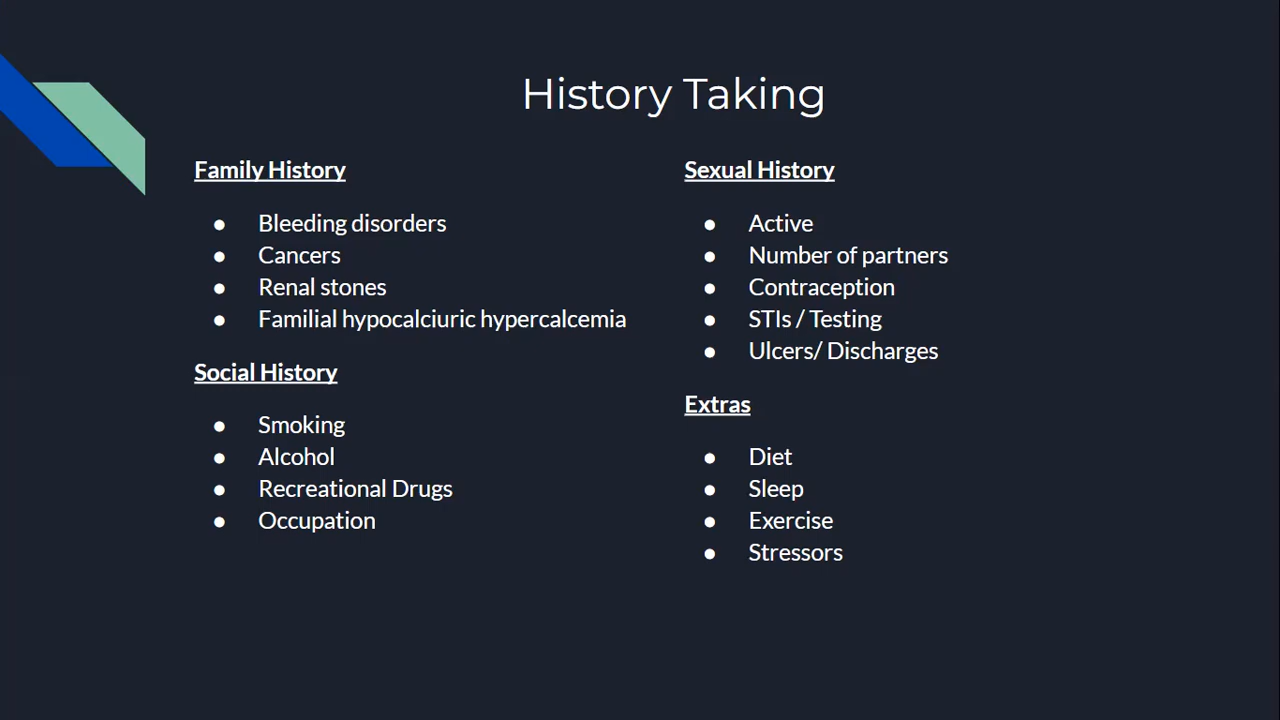 History Taking
Family History
● Bleeding disorders
● Cancers
● Renal stones
● Familial hypocalciuric hypercalcemia
Social History
● Smoking
● Alcohol
● Recreational Drugs
● Occupation
Sexual History
● Active
● Number of partners
● Contraception
● STIs / Testing
● Ulcers/ Discharges
Extras
● Diet
● Sleep
● Exercise
● Stressors